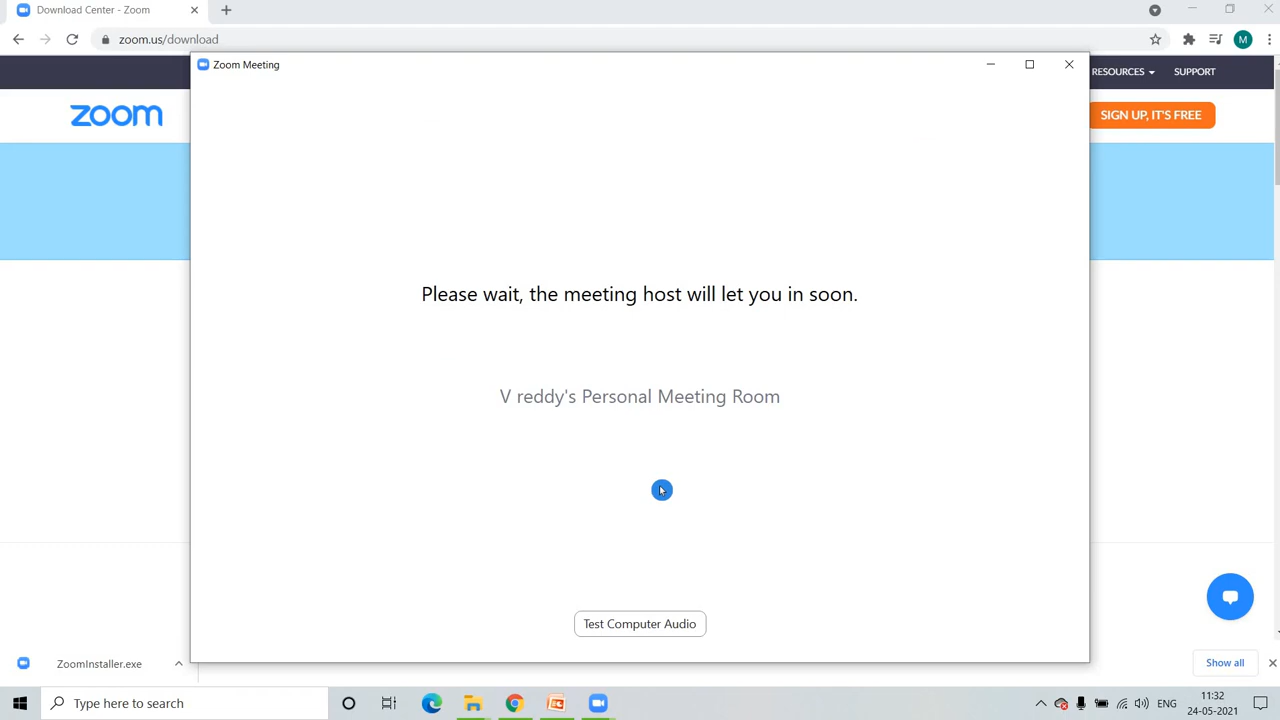 Download Center - Zoom
zoom.us/download
M
Zoom Meeting
RESOURCES
SUPPORT
zoom
SIGN UP, IT'S FREE
Please wait, the meeting host will let you in soon.
V reddy's Personal Meeting Room
Test Computer Audio
ZoomInstaller.exe
Show all
Type here to search
ENG
11:32
24-05-2021